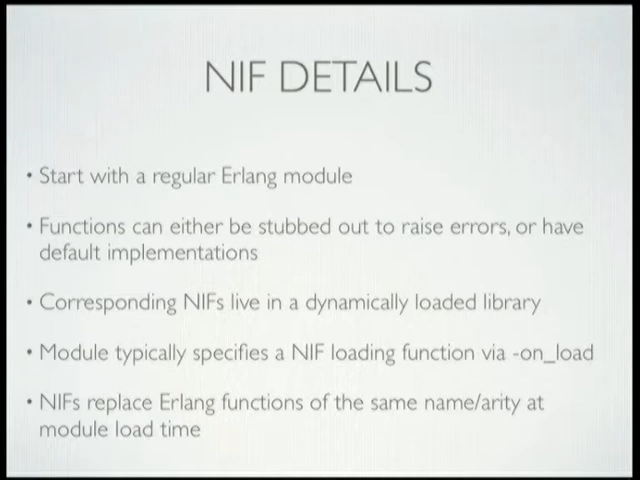 NIF DETAILS
• Start with a regular Erlang module
• Functions can either be stubbed out to raise errors, or have
default implementations
• Corresponding NIFs live in a dynamically loaded library
• Module typically specifies a NIF loading function via -on_load
• NIFs replace Erlang functions of the same name/arity at
module load time